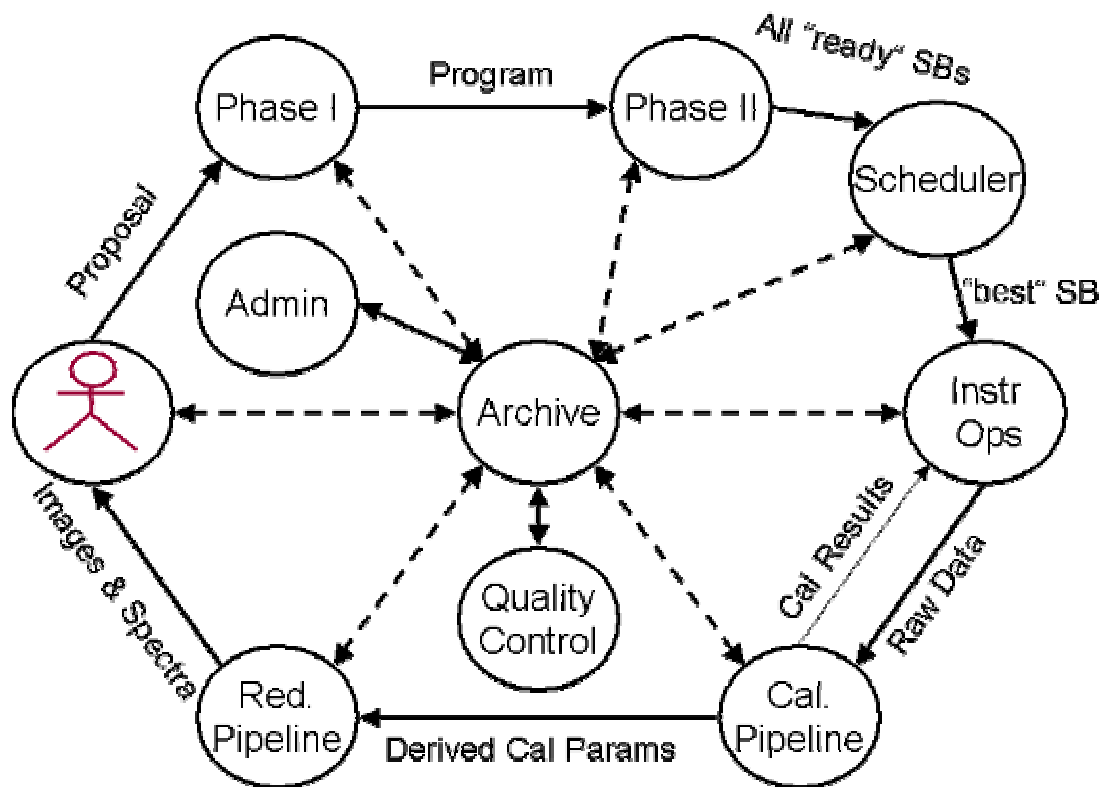 All "ready" SBs
Program
Phase I
Phase II
Scheduler
Proposal
Admin
"best" SB
Archive
Instr
Ops
Images & Spectra
Cal Results
Raw Data
Quality
Control
Red.
Pipeline
Cal.
Pipeline
Derived Cal Params